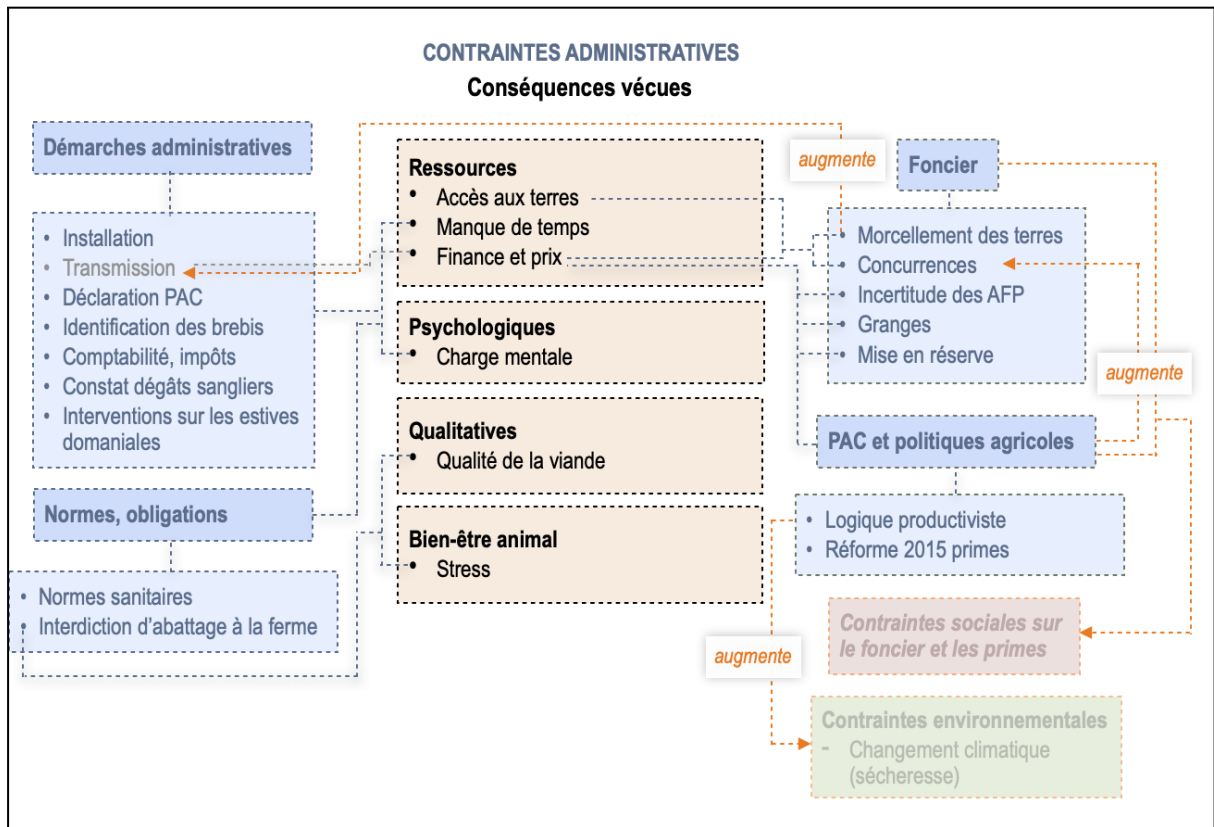 CONTRAINTES ADMINISTRATIVES
Conséquences vécues
Démarches administratives
• Installation
• Transmission
• Déclaration PAC
• Identification des brebis
• Comptabilité, impôts
• Constat dégâts sangliers
• Interventions sur les estives
domaniales
Normes, obligations
• Normes sanitaires
• Interdiction d'abattage à la ferme
Ressources
• Accès aux terres
• Manque de temps
• Finance et prix
Psychologiques
• Charge mentale
Qualitatives
• Qualité de la viande
Bien-être animal
• Stress
augmente
Foncier
• Morcellement des terres
• Concurrences
• Incertitude des AFP
• Granges
• Mise en réserve
augmente
PAC et politiques agricoles
• Logique productiviste
• Réforme 2015 primes
augmente
Contraintes sociales sur
le foncier et les primes
Contraintes environnementales
- Changement climatique
(sécheresse)